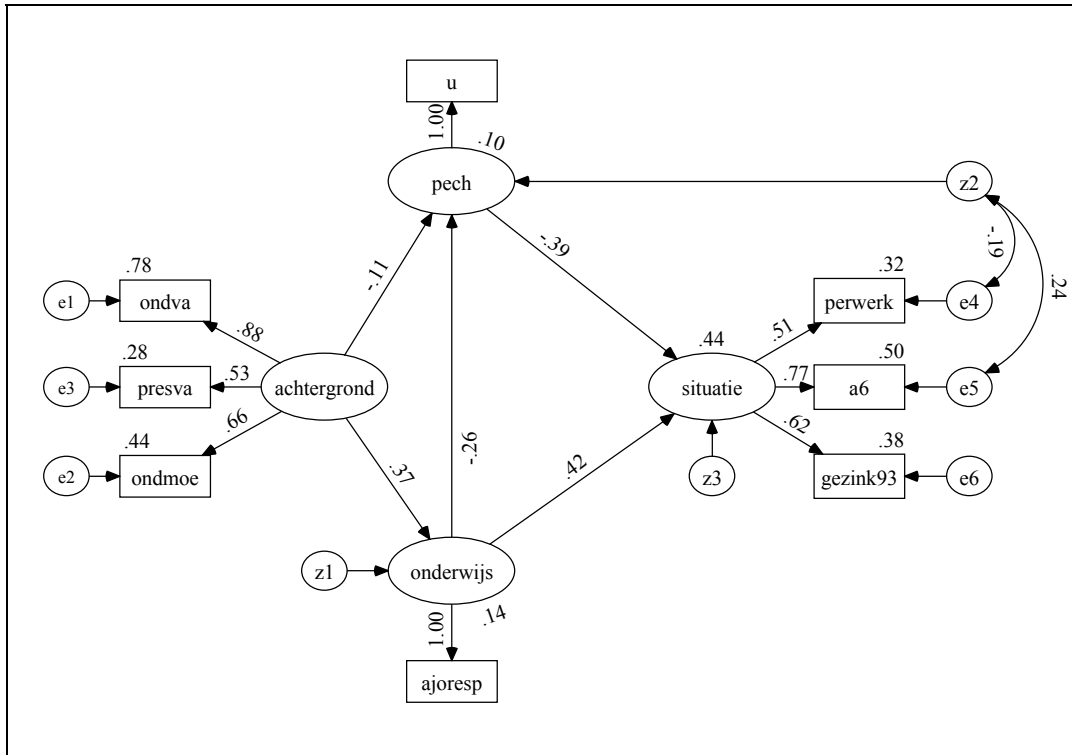 u
1.00
.10
pech
z2
-.11
-.39
-.19
.24
.78
e1
ondva
.88
.32
perwerk
e4
.51
.28
e3
presva
.53
achtergrond
.44
situatie
.77
.50
a6
e5
.66
.62
.44
e2
ondmoe
.37
-.26
.42
z3
.38
gezink93
e6
z1
onderwijs
.14
1.00
ajoresp